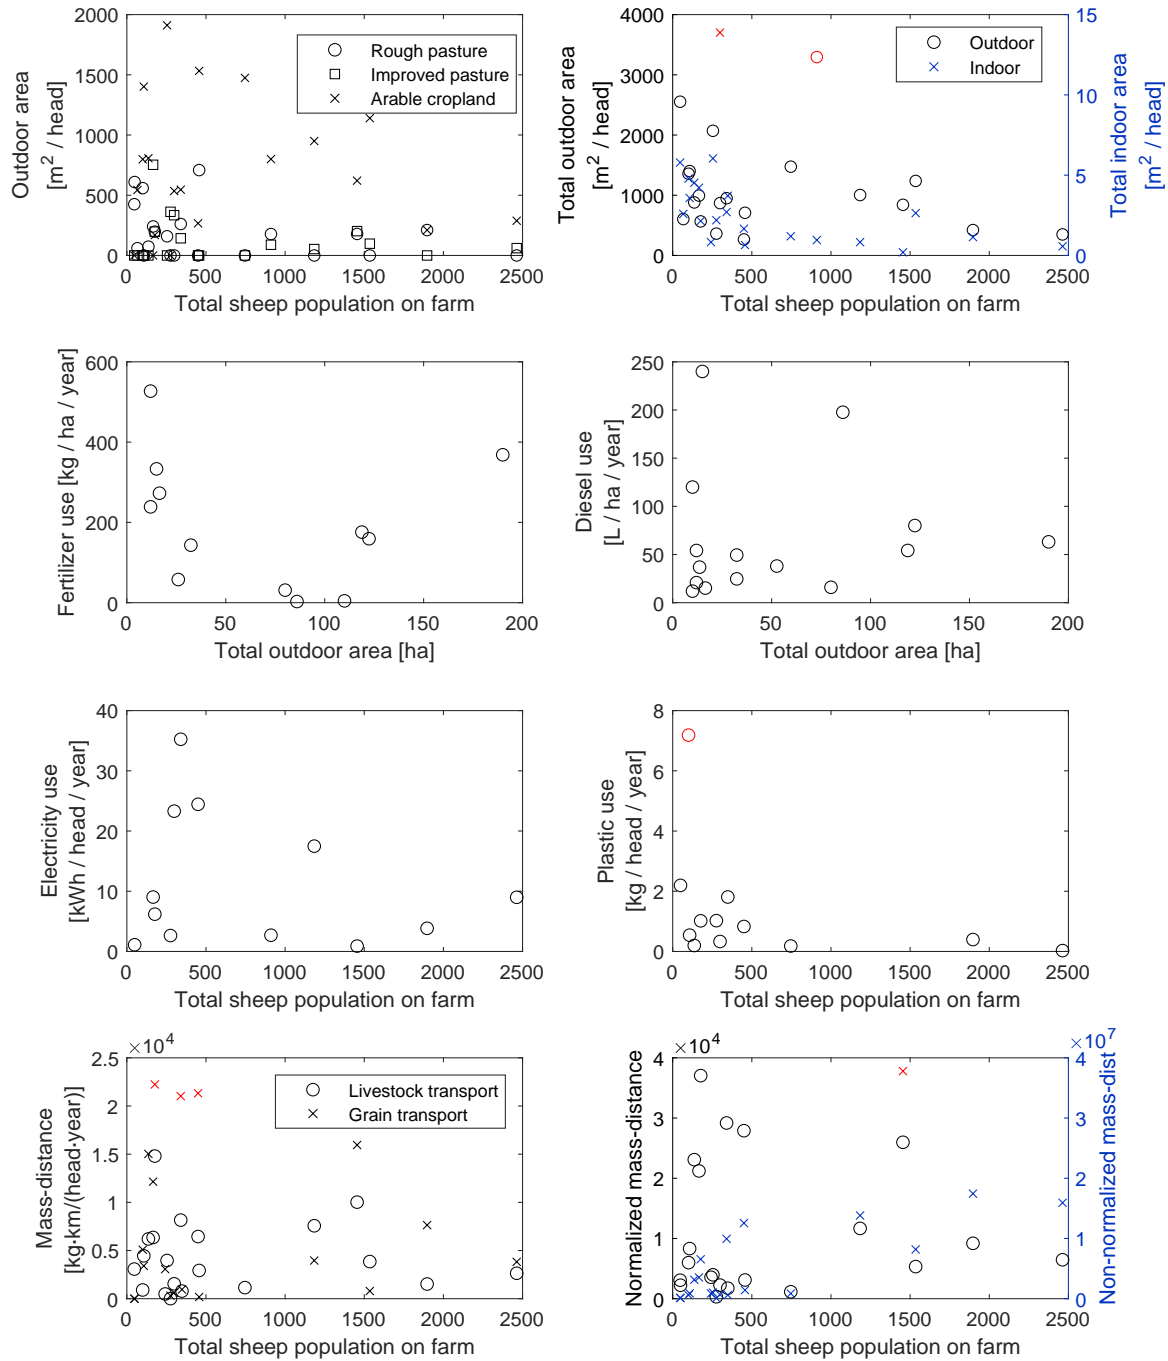 2000
1500
1000
500
0
0 500 1000 1500 2000 2500
Outdoor area
[m² / head]
Total sheep population on farm
Rough pasture
Improved pasture
Arable cropland
4000
3000
2000
1000
0
0 500 1000 1500 2000 2500
15
10
5
0
Total outdoor area
[m² / head]
Total indoor area
[m² / head]
Total sheep population on farm
Outdoor
Indoor
600
400
200
0
0 50 100 150 200
Fertilizer use [kg / ha / year]
Total outdoor area [ha]
250
200
150
100
50
0
0 50 100 150 200
Diesel use
[L / ha / year]
Total outdoor area [ha]
40
30
20
10
0
0 500 1000 1500 2000 2500
Electricity use
[kWh / head / year]
Total sheep population on farm
8
6
4
2
0
0 500 1000 1500 2000 2500
Plastic use
[kg / head / year]
Total sheep population on farm
×10⁴
2.5
2
1.5
1
0.5
0
0 500 1000 1500 2000 2500
Mass-distance
[kg·km/(head·year)]
Total sheep population on farm
Livestock transport
Grain transport
×10⁴
4
3
2
1
0
0 500 1000 1500 2000 2500
×10⁷
4
3
2
1
0
Normalized mass-distance
Non-normalized mass-dist
Total sheep population on farm